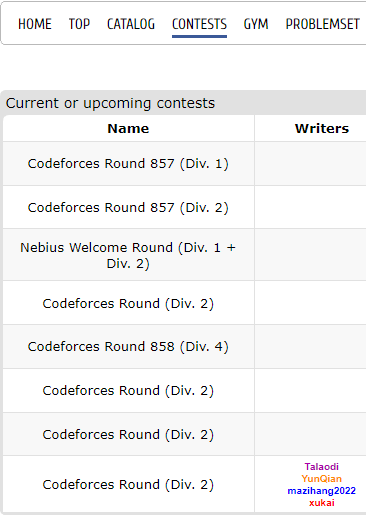 HOME TOP CATALOG CONTESTS GYM PROBLEMSET
Current or upcoming contests
Name Writers
Codeforces Round 857 (Div. 1)
Codeforces Round 857 (Div. 2)
Nebius Welcome Round (Div. 1 +
Div. 2)
Codeforces Round (Div. 2)
Codeforces Round 858 (Div. 4)
Codeforces Round (Div. 2)
Codeforces Round (Div. 2)
Codeforces Round (Div. 2)
Talaodi
YunQian
mazihang2022
xukai